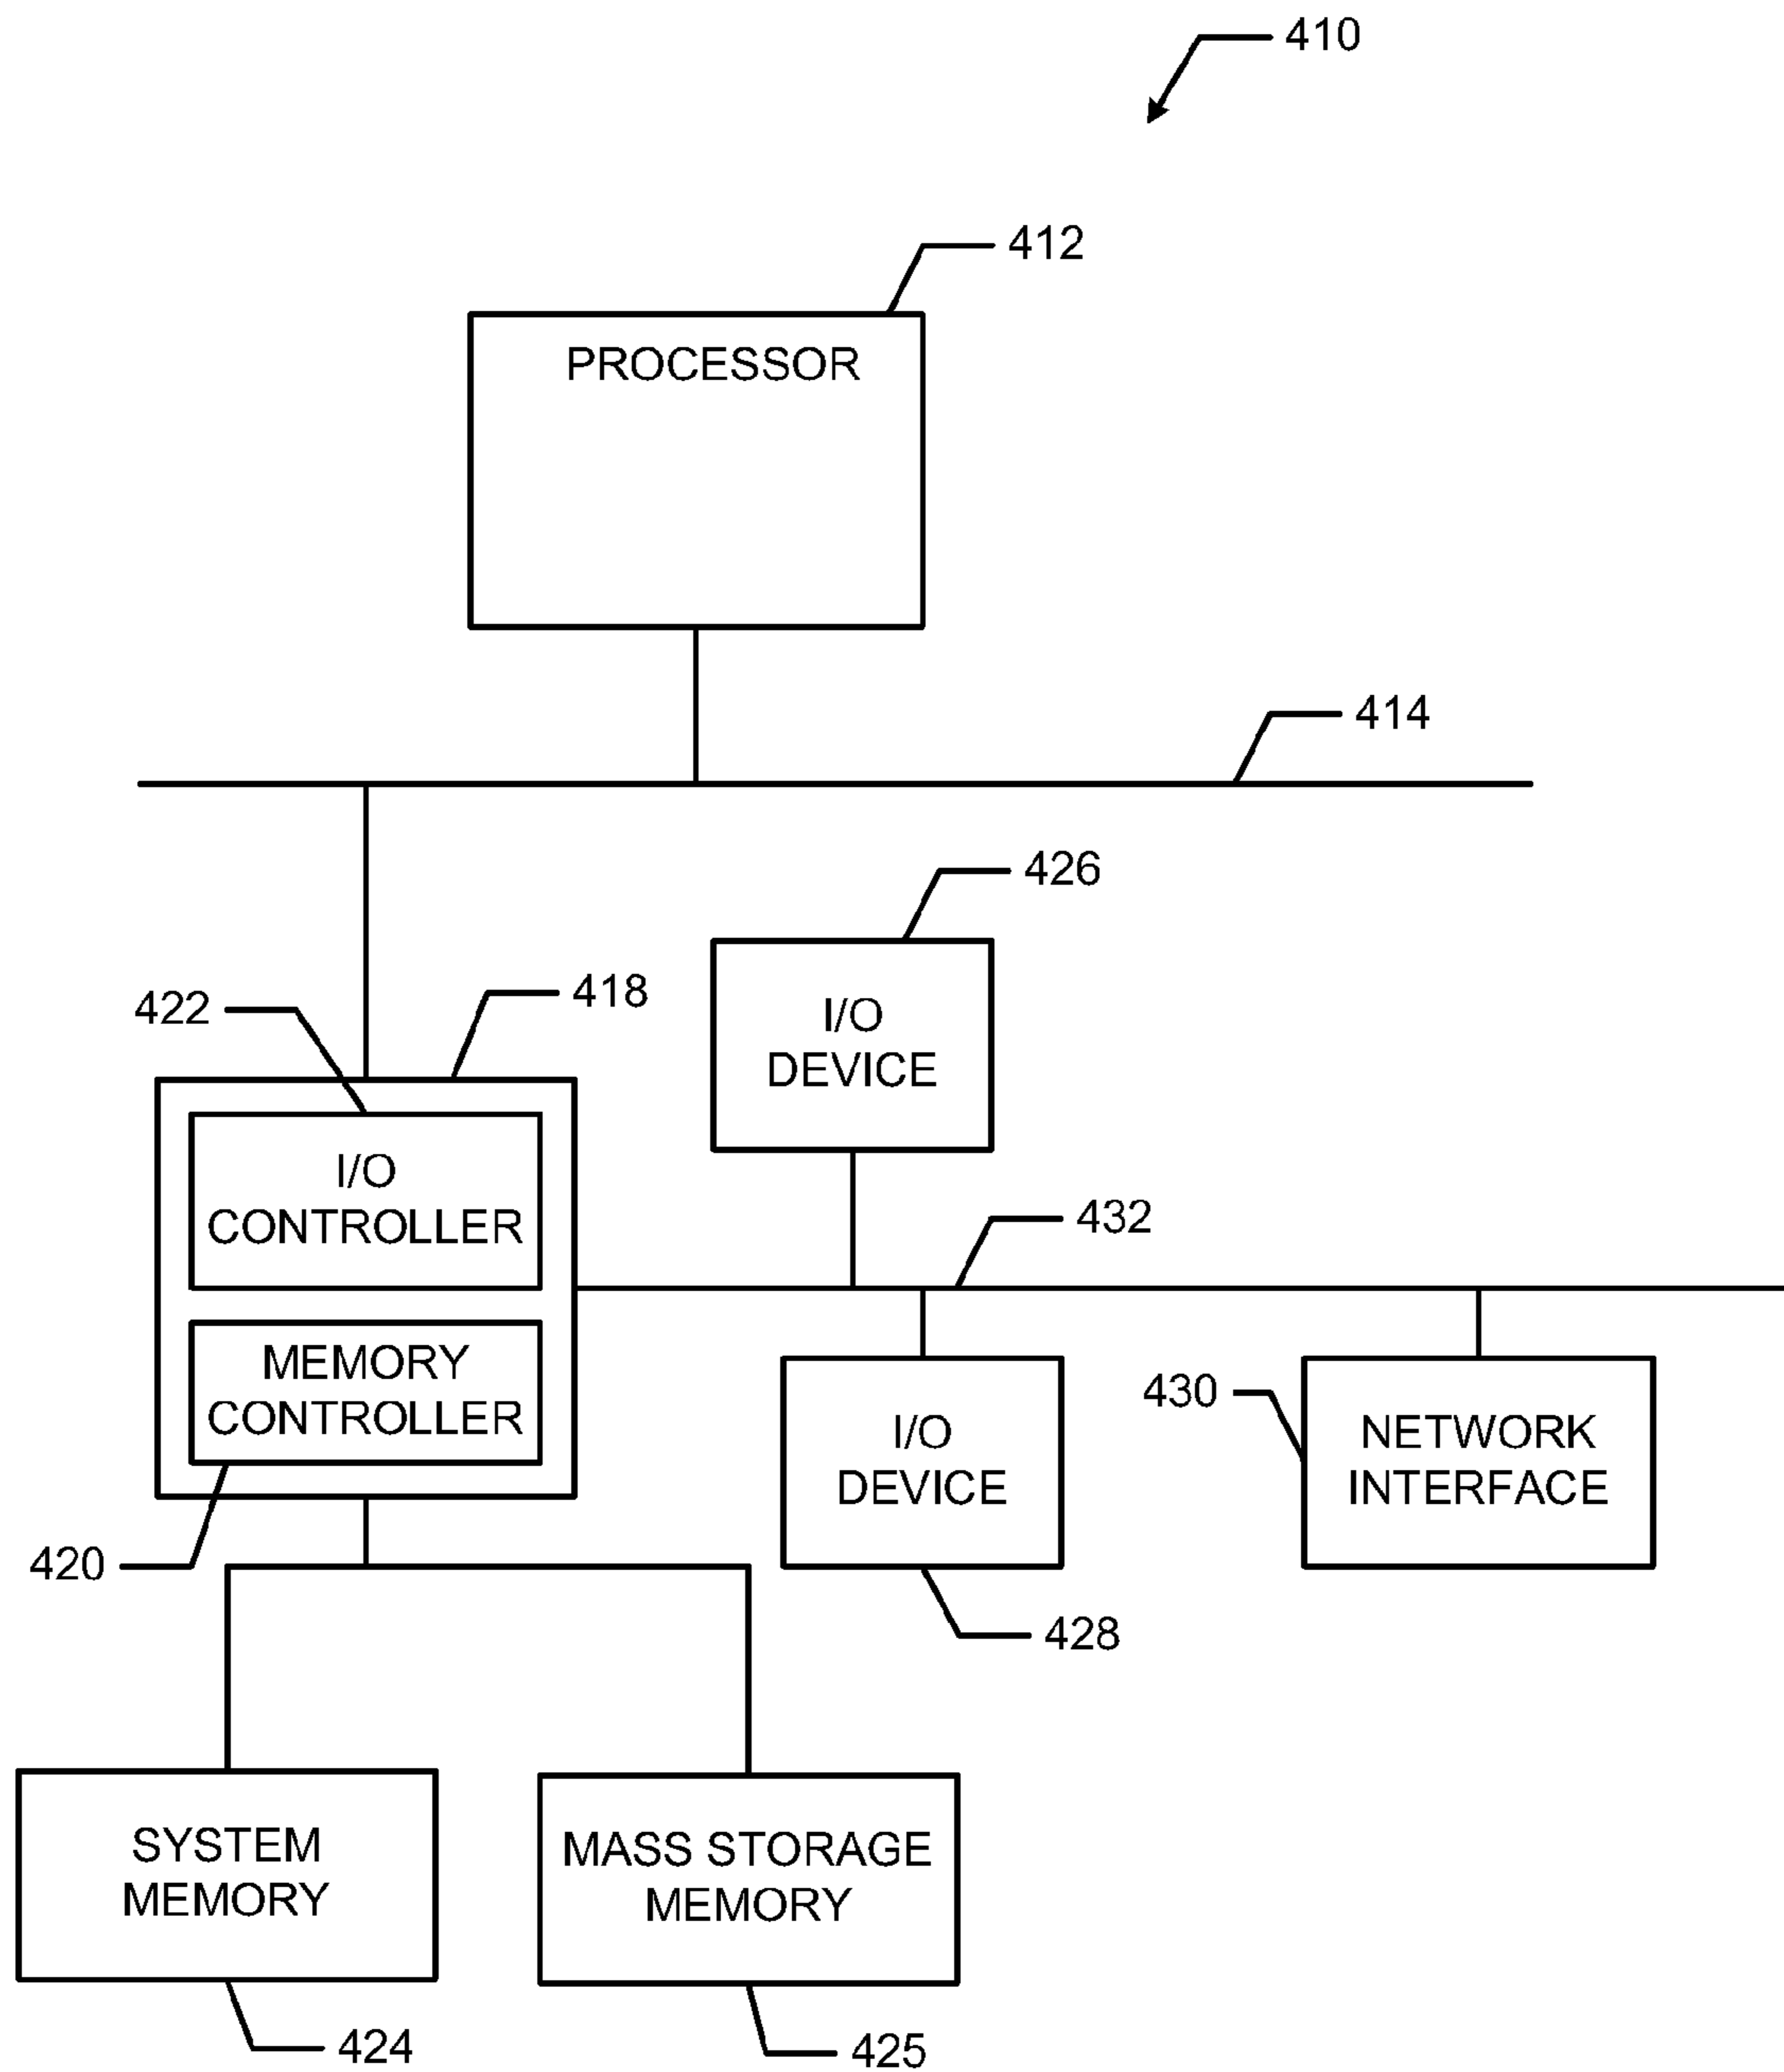 410
412
PROCESSOR
414
426
422
418
I/O
DEVICE
I/O
CONTROLLER
432
MEMORY
CONTROLLER
430
I/O
DEVICE
NETWORK
INTERFACE
420
428
SYSTEM
MEMORY
MASS STORAGE
MEMORY
424
425